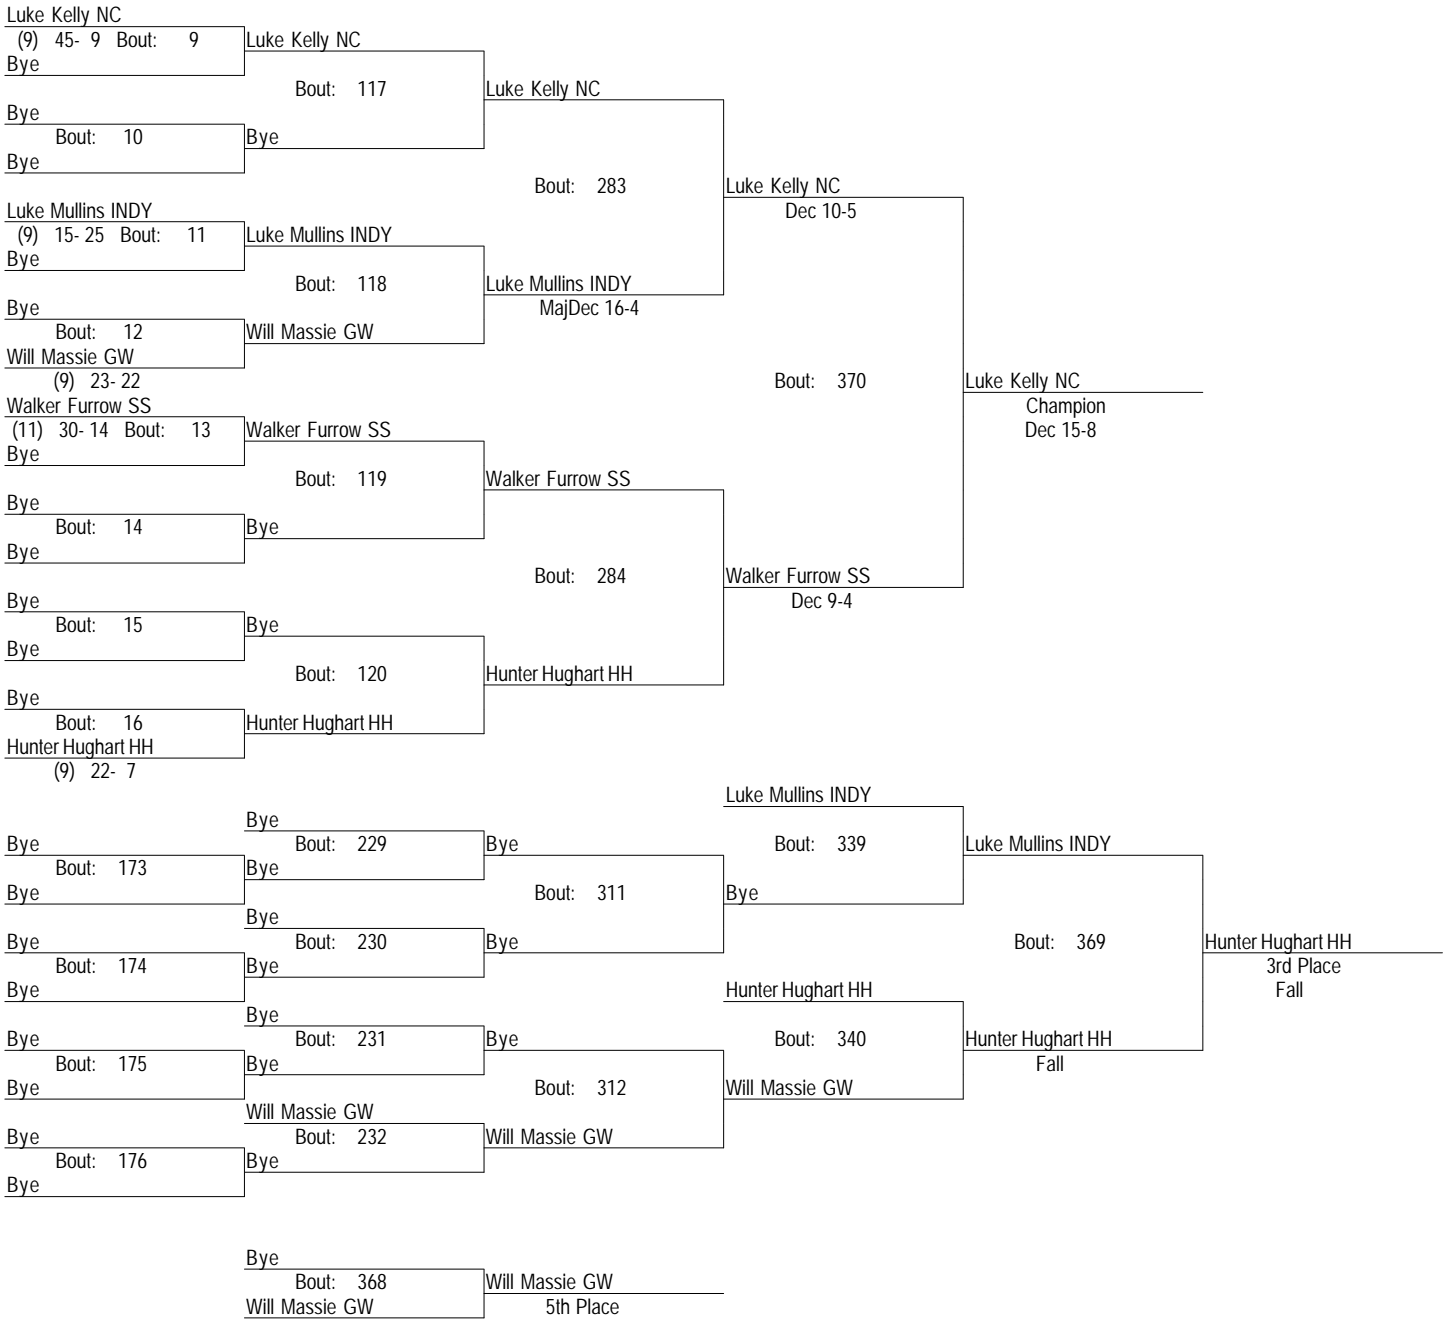 Luke Kelly NC
(9) 45- 9 Bout: 9 Luke Kelly NC
Bye
Bout: 117 Luke Kelly NC
Bye
Bout: 10 Bye
Bye
Bout: 283 Luke Kelly NC
Dec 10-5
Luke Mullins INDY
(9) 15- 25 Bout: 11 Luke Mullins INDY
Bye
Bout: 118 Luke Mullins INDY
MajDec 16-4
Bye
Bout: 12 Will Massie GW
Will Massie GW
(9) 23- 22
Bout: 370 Luke Kelly NC
Champion
Dec 15-8
Walker Furrow SS
(11) 30- 14 Bout: 13 Walker Furrow SS
Bye
Bout: 119 Walker Furrow SS
Bye
Bout: 14 Bye
Bye
Bout: 284 Walker Furrow SS
Dec 9-4
Bye
Bout: 15 Bye
Bye
Bout: 120 Hunter Hughart HH
Bye
Bout: 16 Hunter Hughart HH
Hunter Hughart HH
(9) 22- 7
Luke Mullins INDY
Bye
Bye Bout: 229 Bye Bout: 339 Luke Mullins INDY
Bout: 173 Bye
Bye Bout: 311 Bye
Bye
Bye Bout: 230 Bye Bout: 369 Hunter Hughart HH
Bout: 174 Bye 3rd Place
Bye Hunter Hughart HH Fall
Bye
Bye Bout: 231 Bye Bout: 340 Hunter Hughart HH
Bout: 175 Bye Fall
Bye Bout: 312 Will Massie GW
Will Massie GW
Bye Bout: 232 Will Massie GW
Bout: 176 Bye
Bye
Bye
Bout: 368 Will Massie GW
Will Massie GW 5th Place